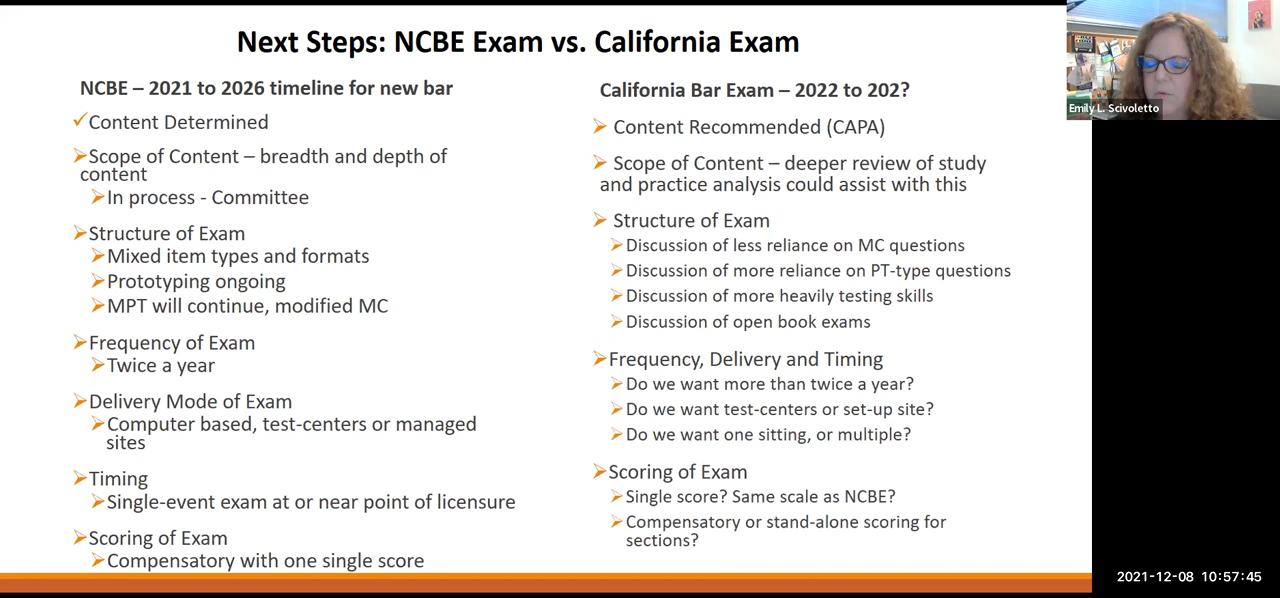 Next Steps: NCBE Exam vs. California Exam
NCBE – 2021 to 2026 timeline for new bar
✓Content Determined
➢Scope of Content – breadth and depth of
content
➢In process - Committee
➢Structure of Exam
➢Mixed item types and formats
➢Prototyping ongoing
➢MPT will continue, modified MC
➢Frequency of Exam
➢Twice a year
➢Delivery Mode of Exam
➢Computer based, test-centers or managed
sites
➢Timing
➢Single-event exam at or near point of licensure
➢Scoring of Exam
➢Compensatory with one single score
California Bar Exam – 2022 to 202?
➢ Content Recommended (CAPA)
➢ Scope of Content – deeper review of study
and practice analysis could assist with this
➢ Structure of Exam
➢Discussion of less reliance on MC questions
➢Discussion of more reliance on PT-type questions
➢Discussion of more heavily testing skills
➢Discussion of open book exams
➢Frequency, Delivery and Timing
➢Do we want more than twice a year?
➢Do we want test-centers or set-up site?
➢Do we want one sitting, or multiple?
➢Scoring of Exam
➢Single score? Same scale as NCBE?
➢Compensatory or stand-alone scoring for
sections?
Emily L. Scivoletto
2021-12-08 10:57:45